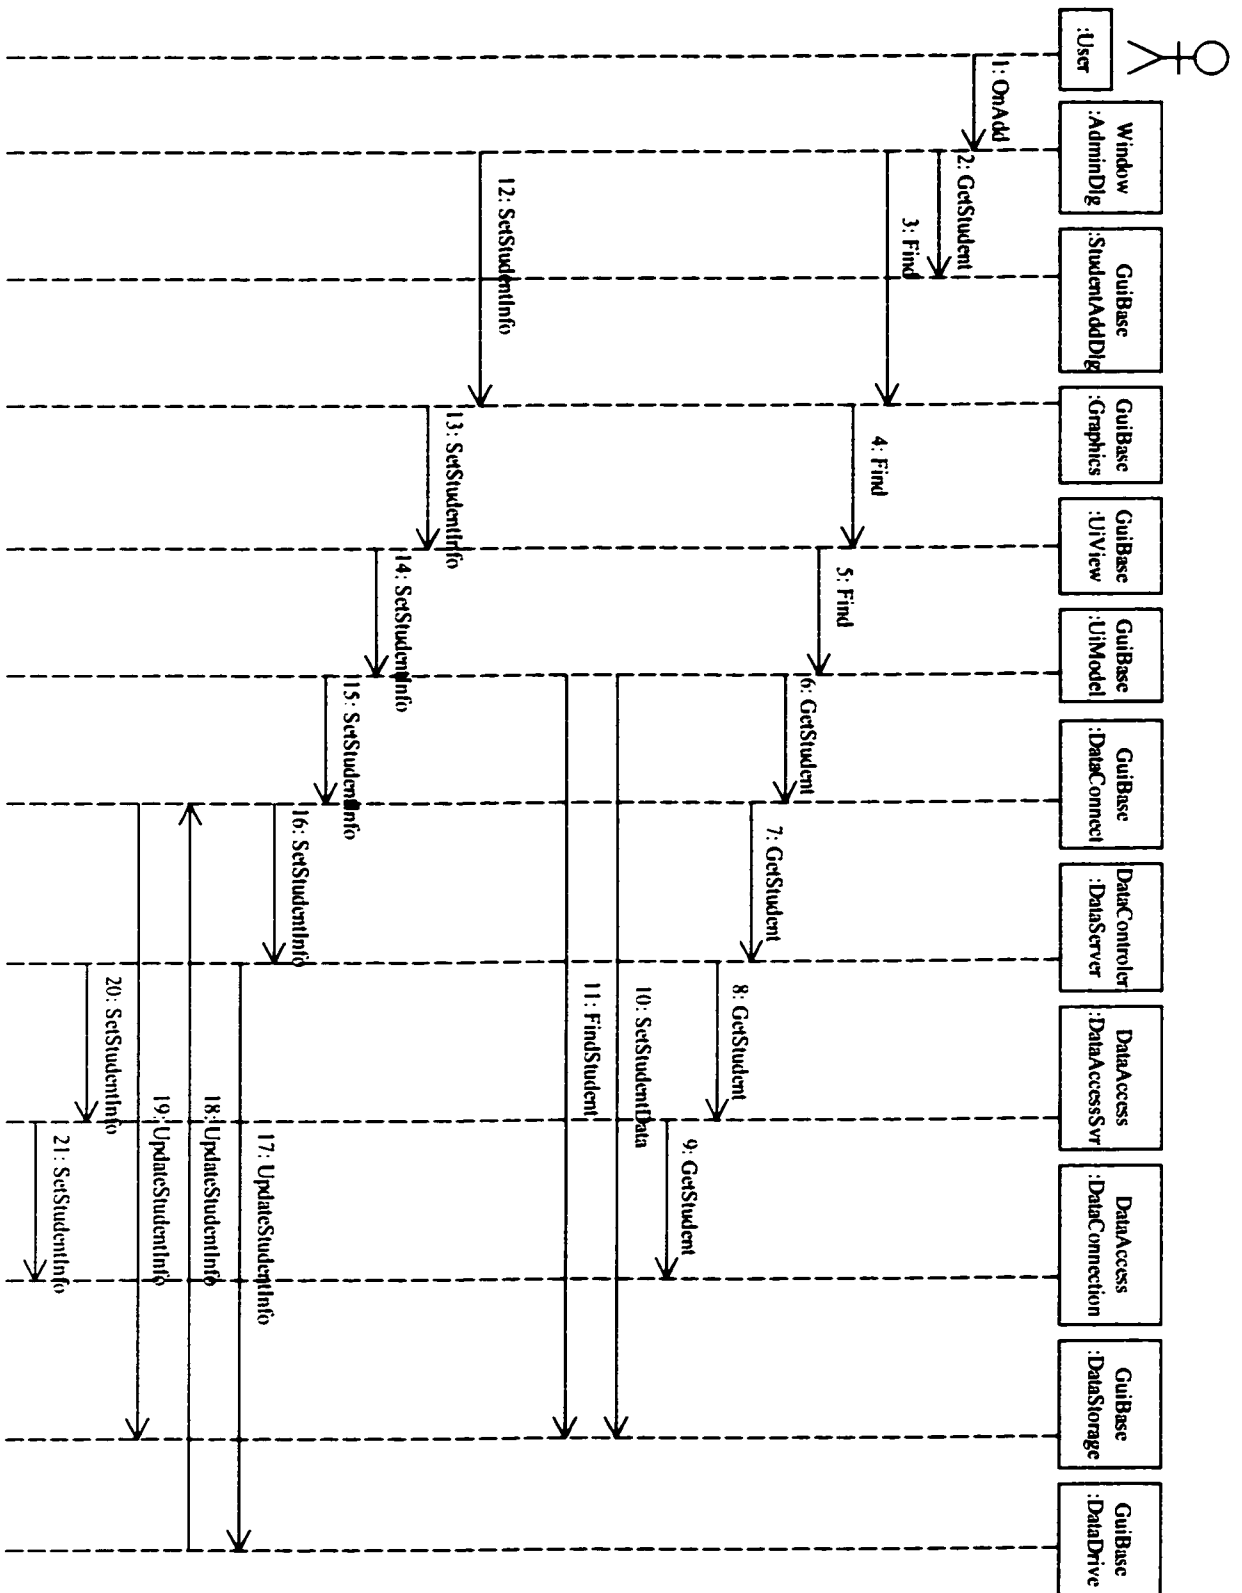 :User
Window
:AdminDlg
GuiBase
:StudentAddDlg
GuiBase
:Graphics
GuiBase
:UiView
GuiBase
:UiModel
GuiBase
:DataConnect
DataControler
:DataServer
DataAccess
:DataAccessSvr
DataAccess
:DataConnection
GuiBase
:DataStorage
GuiBase
:DataDrive
1: OnAdd
2: GetStudent
3: Find
4: Find
5: Find
6: GetStudent
7: GetStudent
8: GetStudent
9: GetStudent
10: SetStudentData
11: FindStudent
12: SetStudentInfo
13: SetStudentInfo
14: SetStudentInfo
15: SetStudentInfo
16: SetStudentInfo
17: UpdateStudentInfo
18: UpdateStudentInfo
19: UpdateStudentInfo
20: SetStudentInfo
21: SetStudentInfo